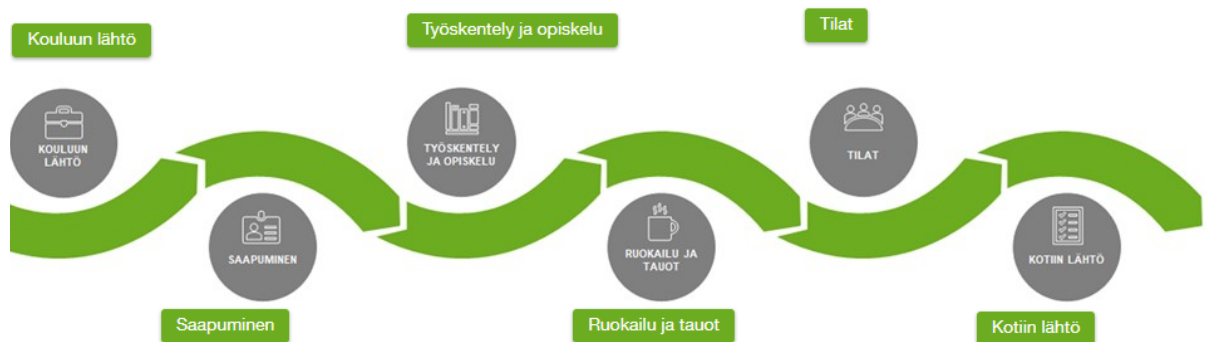 Kouluun lähtö
Työskentely ja opiskelu
Tilat
KOULUUN
LÄHTÖ
SAAPUMINEN
TYÖSKENTELY
JA OPISKELU
RUOKAILU JA
TAUOT
TILAT
KOTIIN LÄHTÖ
Saapuminen
Ruokailu ja tauot
Kotiin lähtö